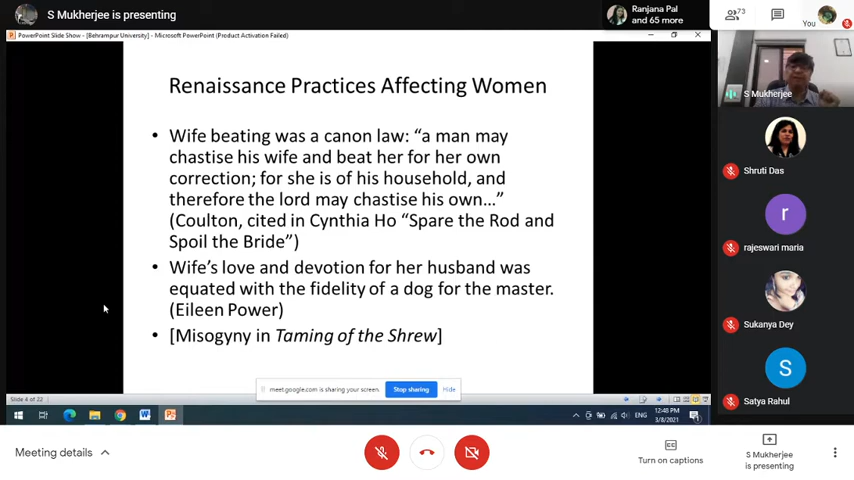 S Mukherjee is presenting
Ranjana Pal
and 65 more
73
You
PowerPoint Slide Show - [Behrampur University] - Microsoft PowerPoint (Product Activation Failed)
Renaissance Practices Affecting Women
• Wife beating was a canon law: “a man may
chastise his wife and beat her for her own
correction; for she is of his household, and
therefore the lord may chastise his own…”
(Coulton, cited in Cynthia Ho “Spare the Rod and
Spoil the Bride”)
• Wife’s love and devotion for her husband was
equated with the fidelity of a dog for the master.
(Eileen Power)
• [Misogyny in Taming of the Shrew]
meet.google.com is sharing your screen.
Stop sharing
Hide
Slide 4 of 22
ENG
12:48 PM
3/8/2021
S Mukherjee
Shruti Das
r
rajeswari maria
Sukanya Dey
S
Satya Rahul
Meeting details
Turn on captions
S Mukherjee
is presenting